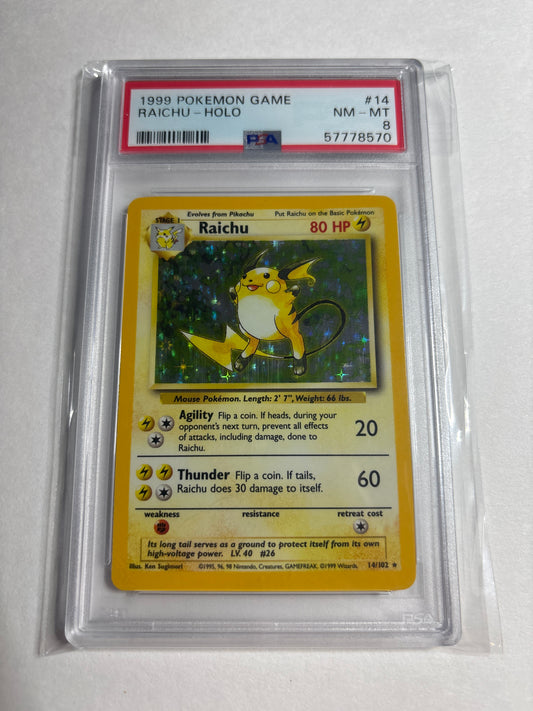 1999 POKEMON GAME #14
RAICHU - HOLO NM - MT
8
PSA 57778570
Evolves from Pikachu Put Raichu on the Basic Pokémon
STAGE 1
Raichu 80 HP
Mouse Pokémon. Length: 2' 7", Weight: 66 lbs.
Agility Flip a coin. If heads, during your
opponent's next turn, prevent all effects
of attacks, including damage, done to
Raichu.
20
Thunder Flip a coin. If tails,
Raichu does 30 damage to itself.
60
weakness resistance retreat cost
Its long tail serves as a ground to protect itself from its own
high-voltage power. LV. 40 #26
Illus. Ken Sugimori ©1995, 96, 98 Nintendo, Creatures, GAMEFREAK. ©1999 Wizards. 14/102 ★
PSA